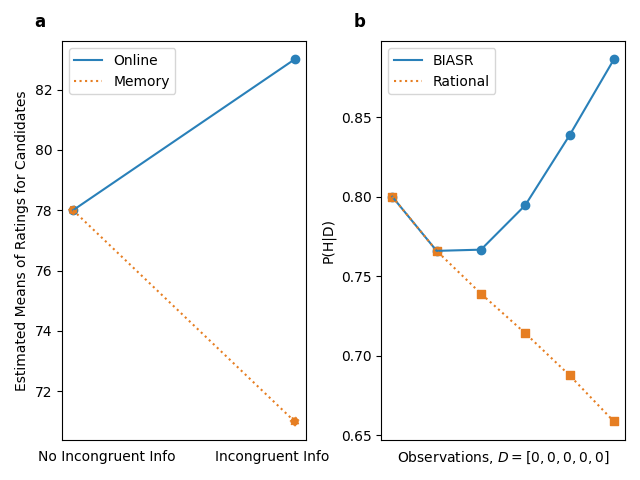 a
Online
Memory
Estimated Means of Ratings for Candidates
82
80
78
76
74
72
No Incongruent Info
Incongruent Info
b
BIASR
Rational
P(H|D)
0.85
0.80
0.75
0.70
0.65
Observations, D = [0, 0, 0, 0, 0]